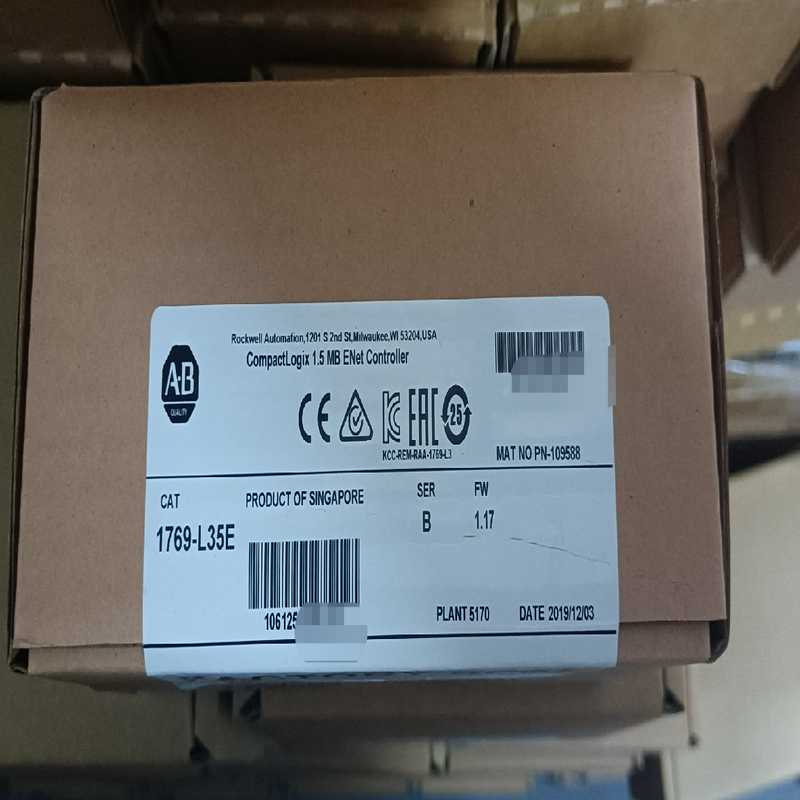 Rockwell Automation,1201 S 2nd St,Milwaukee,WI 53204,USA
CompactLogix 1.5 MB ENet Controller
A-B
QUALITY
CE
KC
EAC
25
KCC-REM-RAA-1769-L3
MAT NO PN-109588
CAT
PRODUCT OF SINGAPORE
SER
FW
1769-L35E
B
1.17
106125
PLANT 5170
DATE 2019/12/03